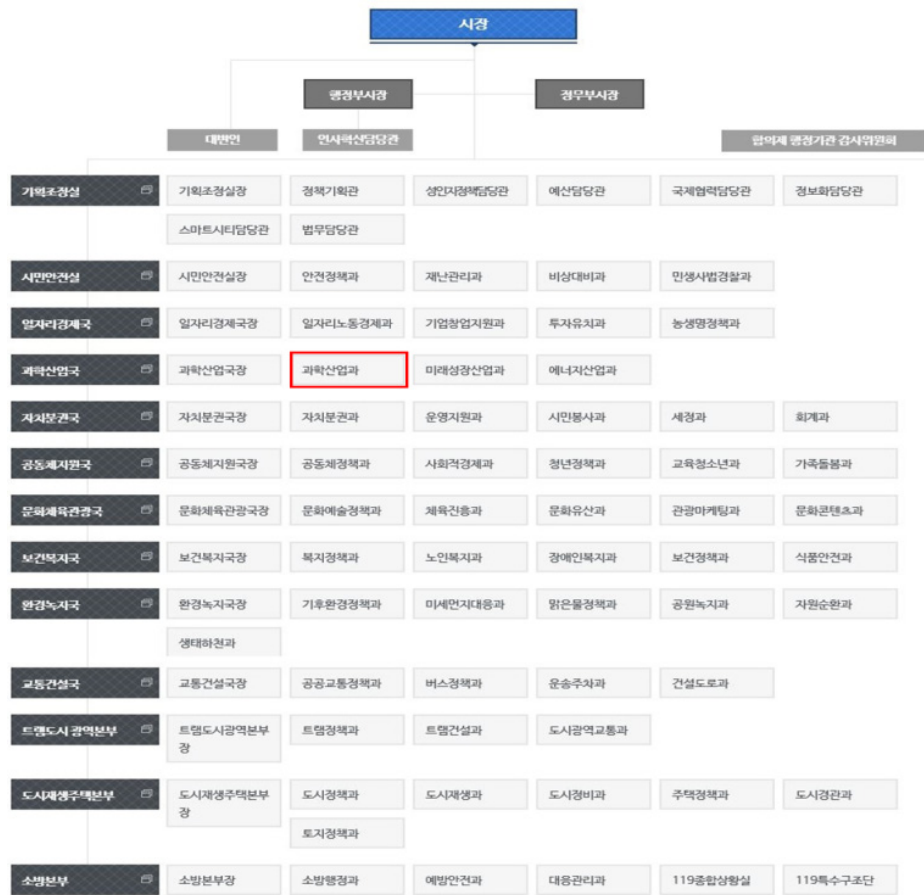 시장
행정부시장 정무부시장
대변인 인사혁신담당관 합의제 행정기관 감사위원회
기획조정실 기획조정실장 정책기획관 성인지정책담당관 예산담당관 국제협력담당관 정보화담당관
스마트시티담당관 법무담당관
시민안전실 시민안전실장 안전정책과 재난관리과 비상대비과 민생사법경찰과
일자리경제국 일자리경제국장 일자리노동경제과 기업창업지원과 투자유치과 농생명정책과
과학산업국 과학산업국장 과학산업과 미래성장산업과 에너지산업과
자치분권국 자치분권국장 자치분권과 운영지원과 시민봉사과 세정과 회계과
공동체지원국 공동체지원국장 공동체정책과 사회적경제과 청년정책과 교육청소년과 가족돌봄과
문화체육관광국 문화체육관광국장 문화예술정책과 체육진흥과 문화유산과 관광마케팅과 문화콘텐츠과
보건복지국 보건복지국장 복지정책과 노인복지과 장애인복지과 보건정책과 식품안전과
환경녹지국 환경녹지국장 기후환경정책과 미세먼지대응과 맑은물정책과 공원녹지과 자원순환과
생태하천과
교통건설국 교통건설국장 공공교통정책과 버스정책과 운송주차과 건설도로과
트램도시광역본부 트램도시광역본부 트램정책과 트램건설과 도시광역교통과
장
도시재생주택본부 도시재생주택본부 도시정책과 도시재생과 도시정비과 주택정책과 도시경관과
장
토지정책과
소방본부 소방본부장 소방행정과 예방안전과 대응관리과 119종합상황실 119특수구조단